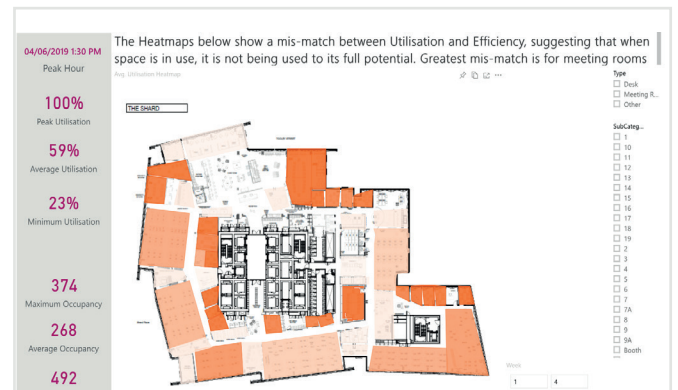 The Heatmaps below show a mis-match between Utilisation and Efficiency, suggesting that when
space is in use, it is not being used to its full potential. Greatest mis-match is for meeting rooms
04/06/2019 1:30 PM
Peak Hour
100%
Peak Utilisation
59%
Average Utilisation
23%
Minimum Utilisation
374
Maximum Occupancy
268
Average Occupancy
492
Avg. Utilisation Heatmap
THE SHARD
Type
Desk
Meeting R...
Other
SubCateg...
1
10
11
12
13
14
15
16
17
18
19
2
3
4
5
6
7
7A
8
9
9A
Booth
Week
1
4